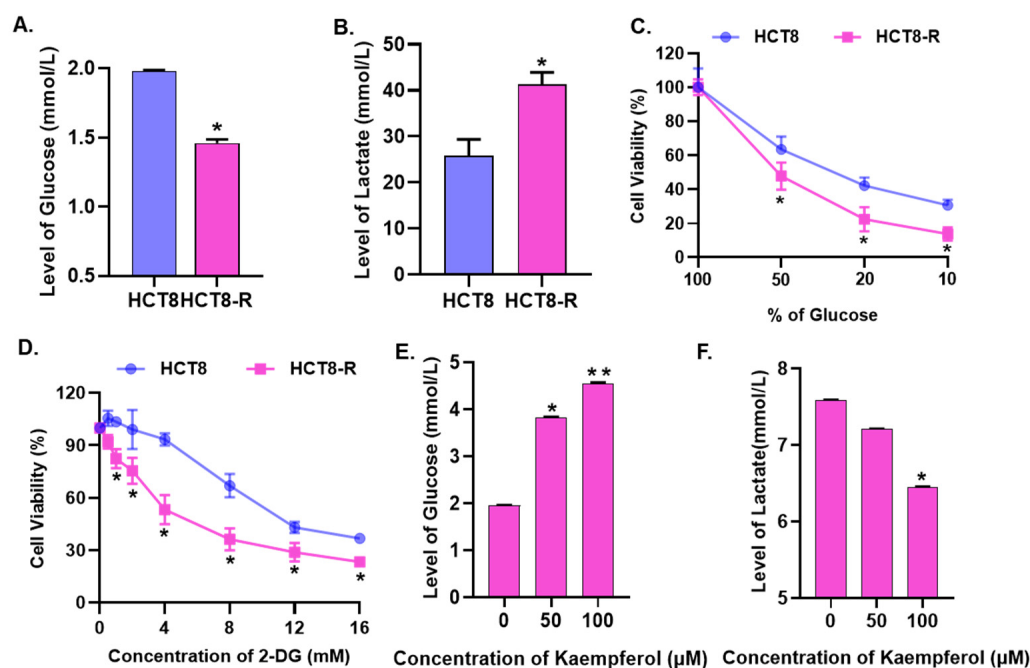 A.
Level of Glucose (mmol/L)
2.0
1.5
1.0
0.5
*
HCT8 HCT8-R
B.
Level of Lactate (mmol/L)
50
40
30
20
10
0
*
HCT8 HCT8-R
C.
HCT8 HCT8-R
Cell Viability (%)
120
100
80
60
40
20
0
* * *
100 50 20 10
% of Glucose
D.
HCT8 HCT8-R
Cell Viability (%)
120
90
60
30
0
* * * * * *
0 4 8 12 16
Concentration of 2-DG (mM)
E.
Level of Glucose (mmol/L)
5
4
3
2
1
0
* **
0 50 100
Concentration of Kaempferol (µM)
F.
Level of Lactate(mmol/L)
8
7
6
5
*
0 50 100
Concentration of Kaempferol (µM)